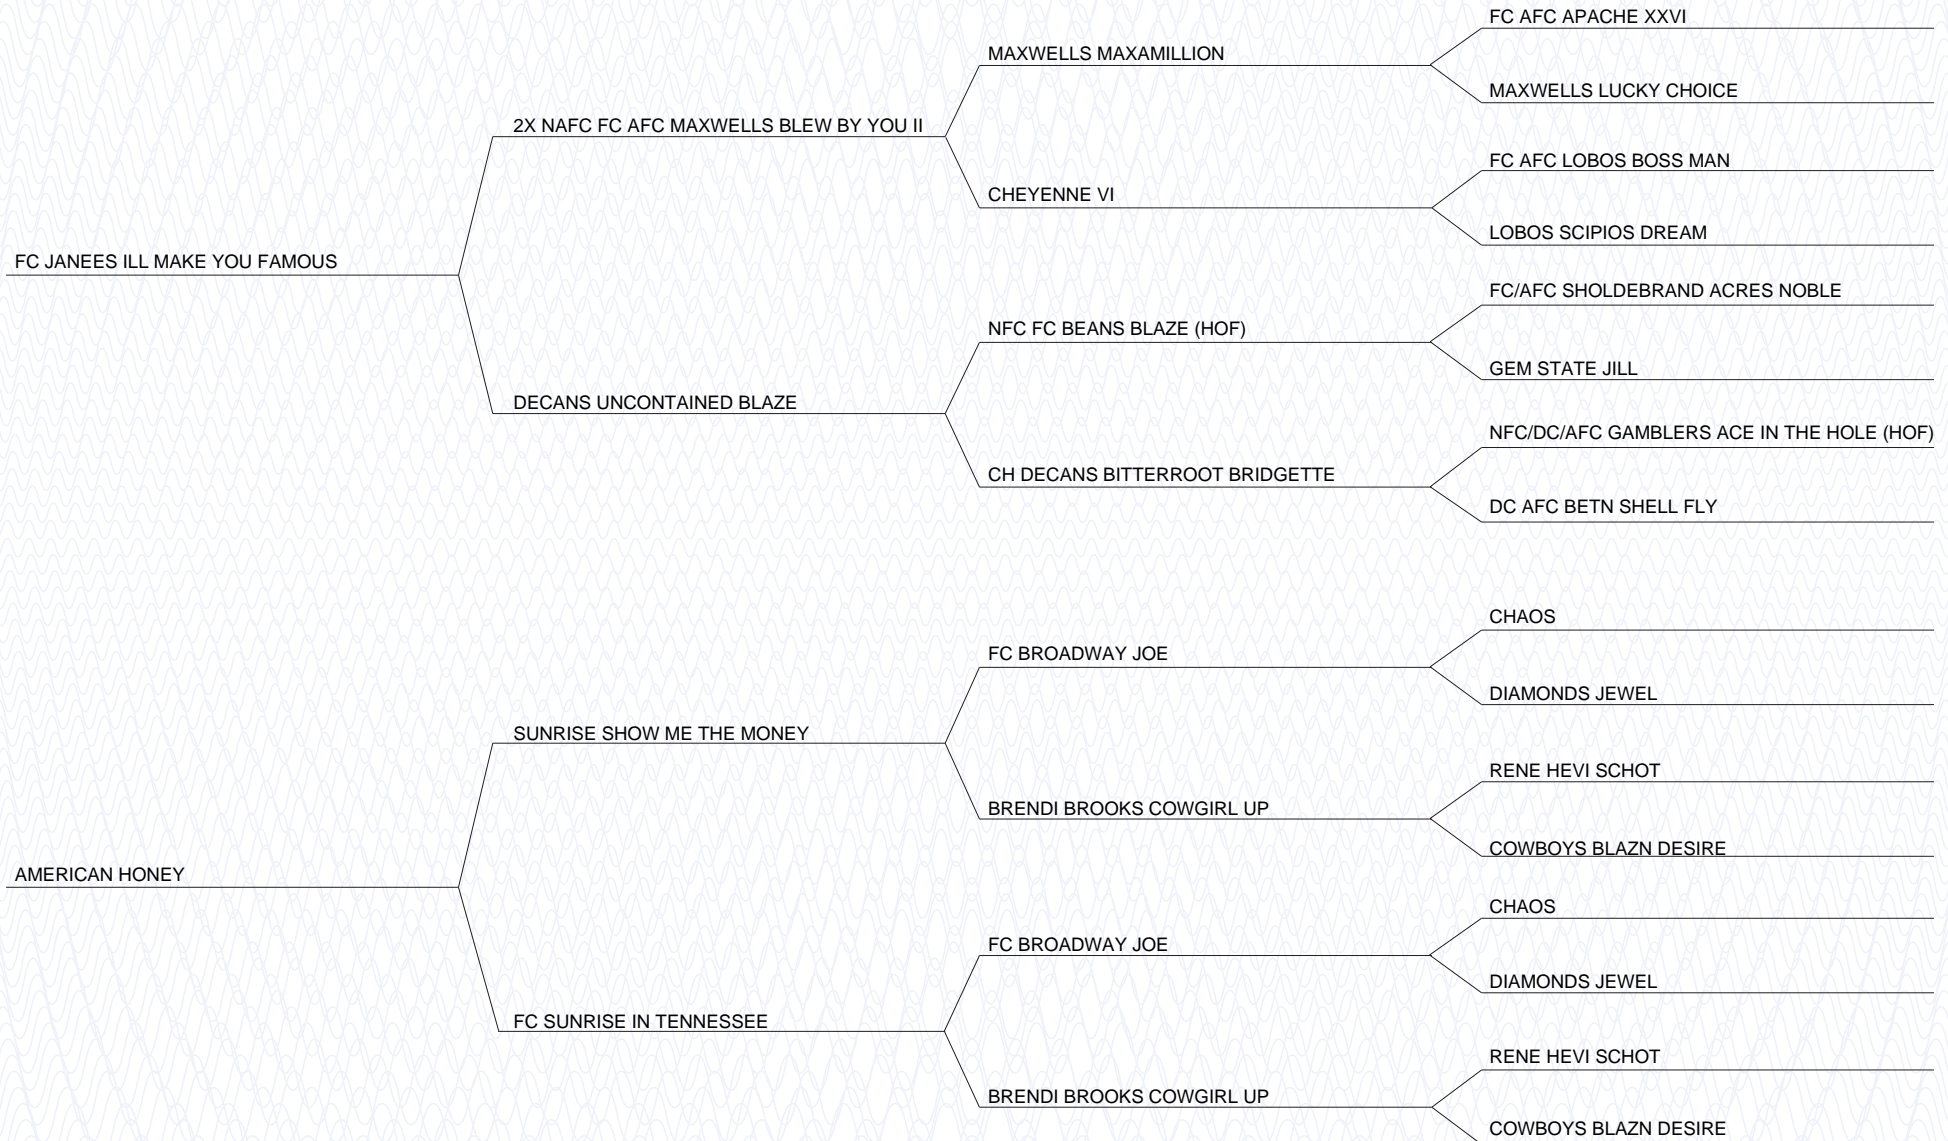 FC AFC APACHE XXVI
MAXWELLS MAXAMILLION
MAXWELLS LUCKY CHOICE
2X NAFC FC AFC MAXWELLS BLEW BY YOU II
FC AFC LOBOS BOSS MAN
CHEYENNE VI
LOBOS SCIPIOS DREAM
FC JANEES ILL MAKE YOU FAMOUS
FC/AFC SHOLDEBRAND ACRES NOBLE
NFC FC BEANS BLAZE (HOF)
GEM STATE JILL
DECANS UNCONTAINED BLAZE
NFC/DC/AFC GAMBLERS ACE IN THE HOLE (HOF)
CH DECANS BITTERROOT BRIDGETTE
DC AFC BETN SHELL FLY
CHAOS
FC BROADWAY JOE
DIAMONDS JEWEL
SUNRISE SHOW ME THE MONEY
RENE HEVI SCHOT
BRENDI BROOKS COWGIRL UP
COWBOYS BLAZN DESIRE
AMERICAN HONEY
CHAOS
FC BROADWAY JOE
DIAMONDS JEWEL
FC SUNRISE IN TENNESSEE
RENE HEVI SCHOT
BRENDI BROOKS COWGIRL UP
COWBOYS BLAZN DESIRE